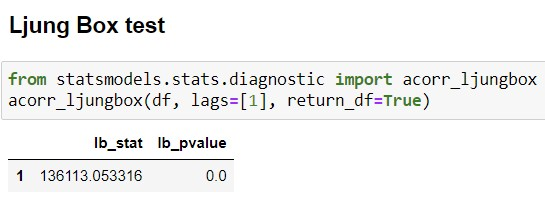 Ljung Box test
from statsmodels.stats.diagnostic import acorr_ljungbox
acorr_ljungbox(df, lags=[1], return_df=True)
lb_stat lb_pvalue
1 136113.053316 0.0